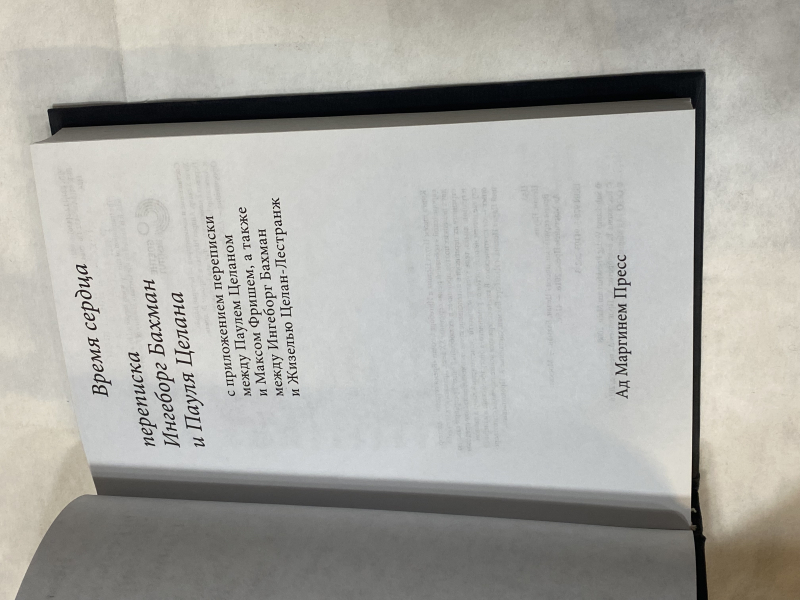 Время сердца
переписка
Ингеборг Бахман
и Пауля Целана
с приложением переписки
между Паулем Целаном
и Максом Фришем, а также
между Ингеборг Бахман
и Жизелью Целан-Лестранж
Ад Маргинем Пресс